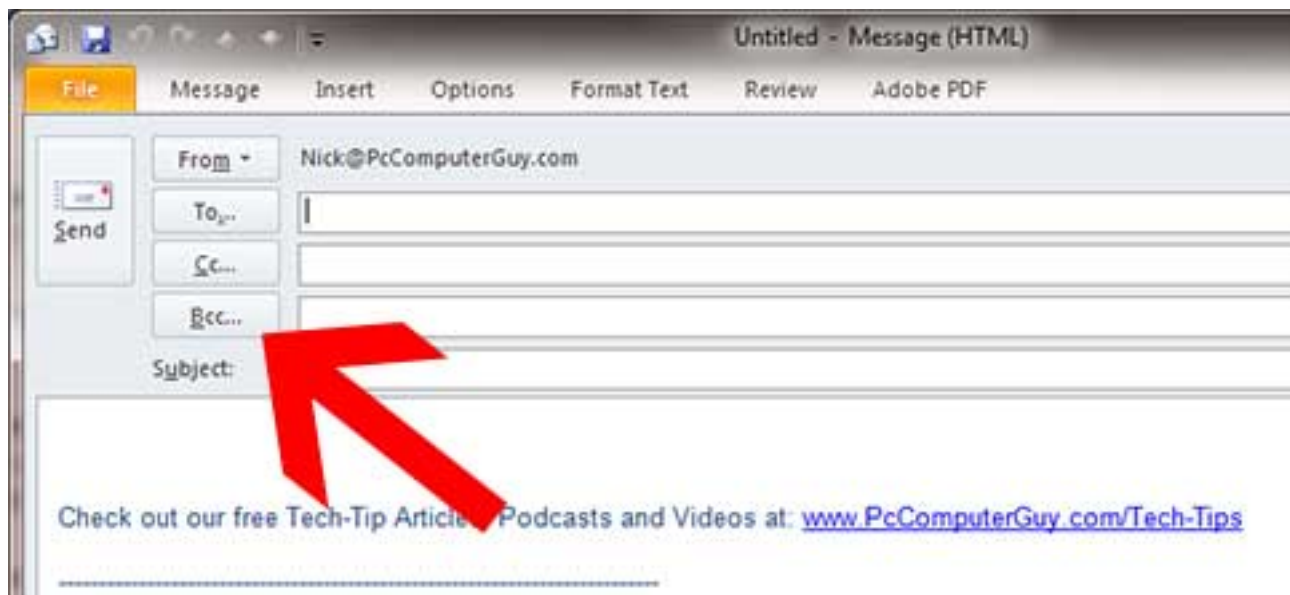 Untitled - Message (HTML)
File Message Insert Options Format Text Review Adobe PDF
From Nick@PcComputerGuy.com
To...
Send
Cc...
Bcc...
Subject:
Check out our free Tech-Tip Article Podcasts and Videos at: www.PcComputerGuy.com/Tech-Tips